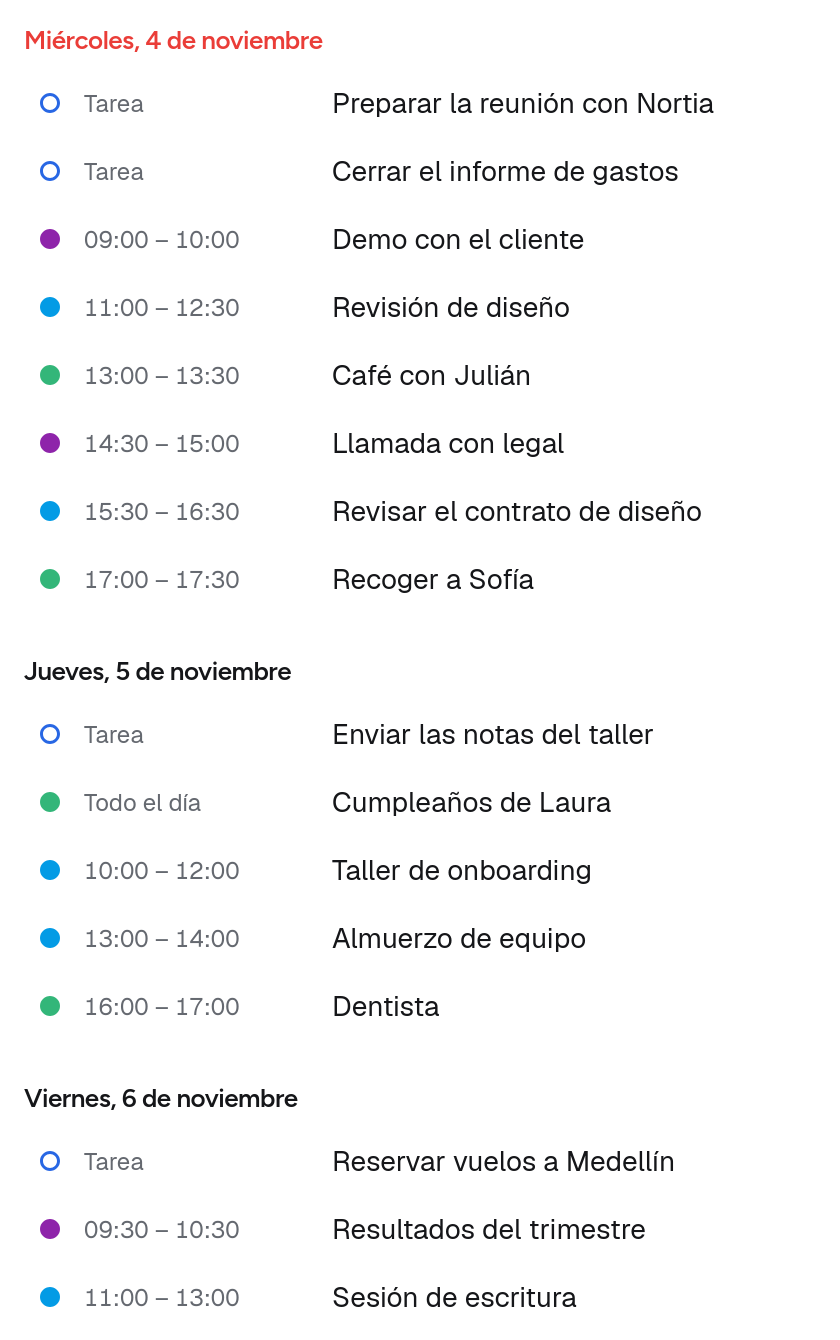 Miércoles, 4 de noviembre
Tarea Preparar la reunión con Nortia
Tarea Cerrar el informe de gastos
09:00 – 10:00 Demo con el cliente
11:00 – 12:30 Revisión de diseño
13:00 – 13:30 Café con Julián
14:30 – 15:00 Llamada con legal
15:30 – 16:30 Revisar el contrato de diseño
17:00 – 17:30 Recoger a Sofía
Jueves, 5 de noviembre
Tarea Enviar las notas del taller
Todo el día Cumpleaños de Laura
10:00 – 12:00 Taller de onboarding
13:00 – 14:00 Almuerzo de equipo
16:00 – 17:00 Dentista
Viernes, 6 de noviembre
Tarea Reservar vuelos a Medellín
09:30 – 10:30 Resultados del trimestre
11:00 – 13:00 Sesión de escritura